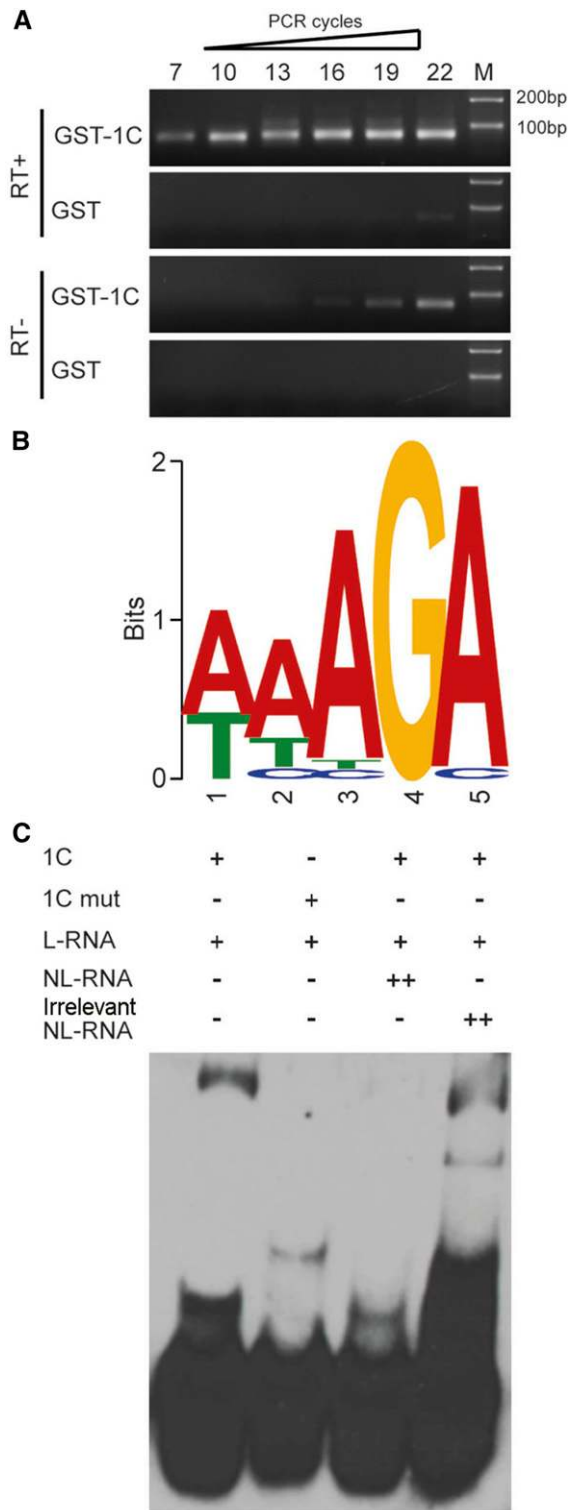 A
PCR cycles
7 10 13 16 19 22 M
200bp
100bp
RT+
GST-1C
GST
RT-
GST-1C
GST
B
Bits
2
1
0
A A A G A
T T T C
C C
1 2 3 4 5
C
1C + - + +
1C mut - + - -
L-RNA + + + +
NL-RNA - - ++ -
Irrelevant
NL-RNA - - - ++